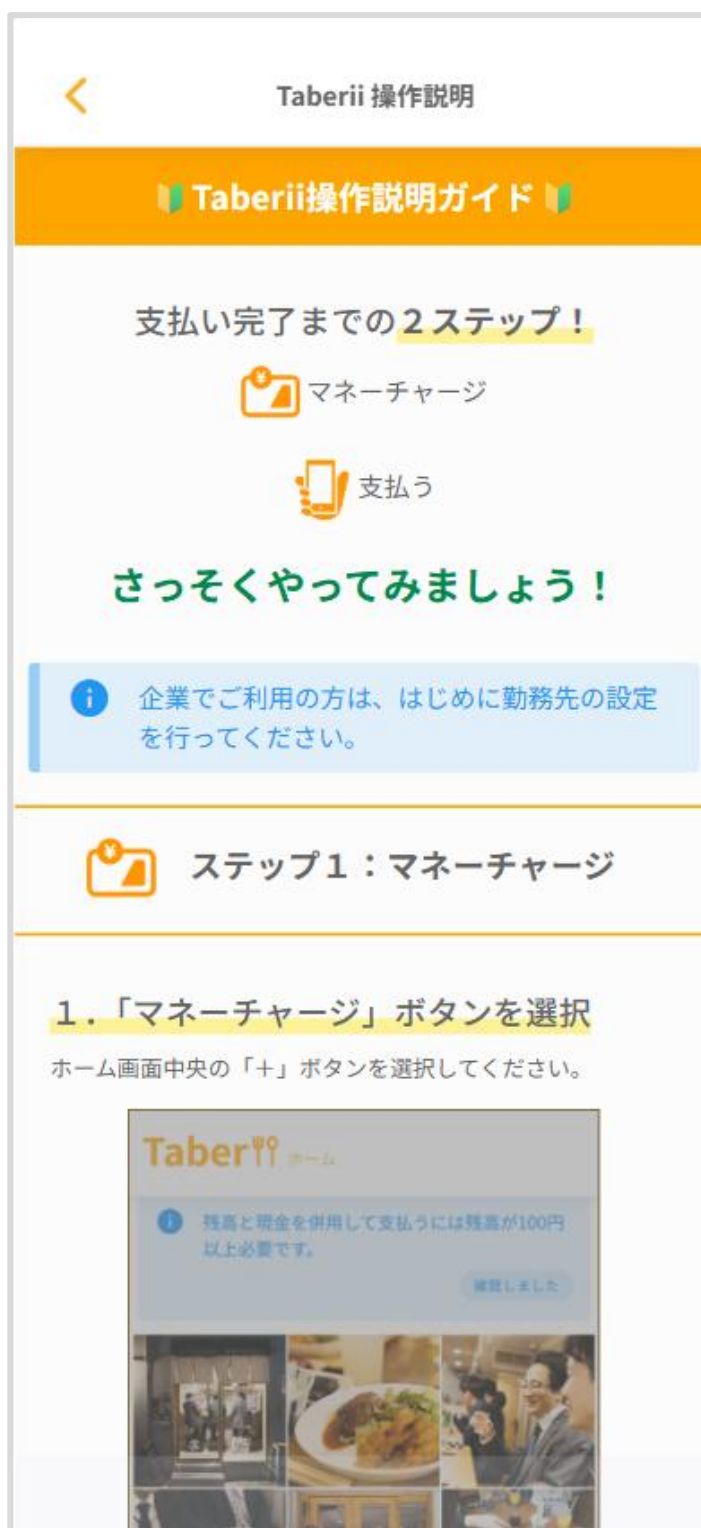 Taberii 操作説明
🔰 Taberii操作説明ガイド 🔰
支払い完了までの２ステップ！
マネーチャージ
支払う
さっそくやってみましょう！
企業でご利用の方は、はじめに勤務先の設定
を行ってください。
ステップ１：マネーチャージ
１.「マネーチャージ」ボタンを選択
ホーム画面中央の「＋」ボタンを選択してください。
Taberii ホーム
残高と現金を併用して支払うには残高が100円
以上必要です。
確認しました